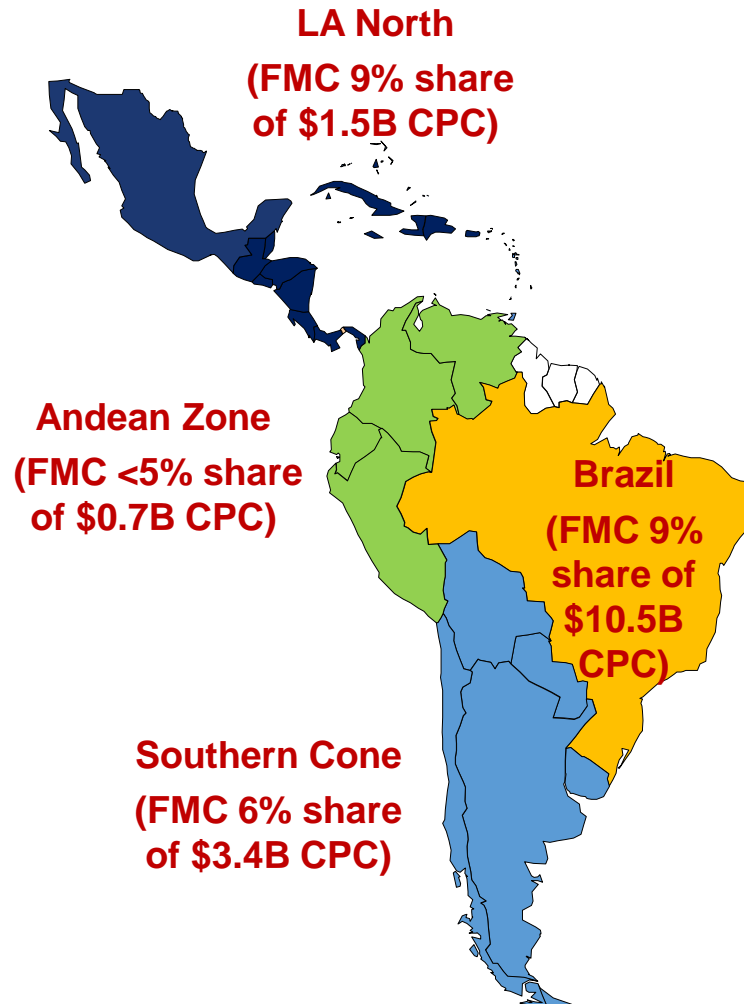 LA North
(FMC 9% share
of $1.5B CPC)
Andean Zone
(FMC <5% share
of $0.7B CPC)
Brazil
(FMC 9%
share of
$10.5B
CPC)
Southern Cone
(FMC 6% share
of $3.4B CPC)